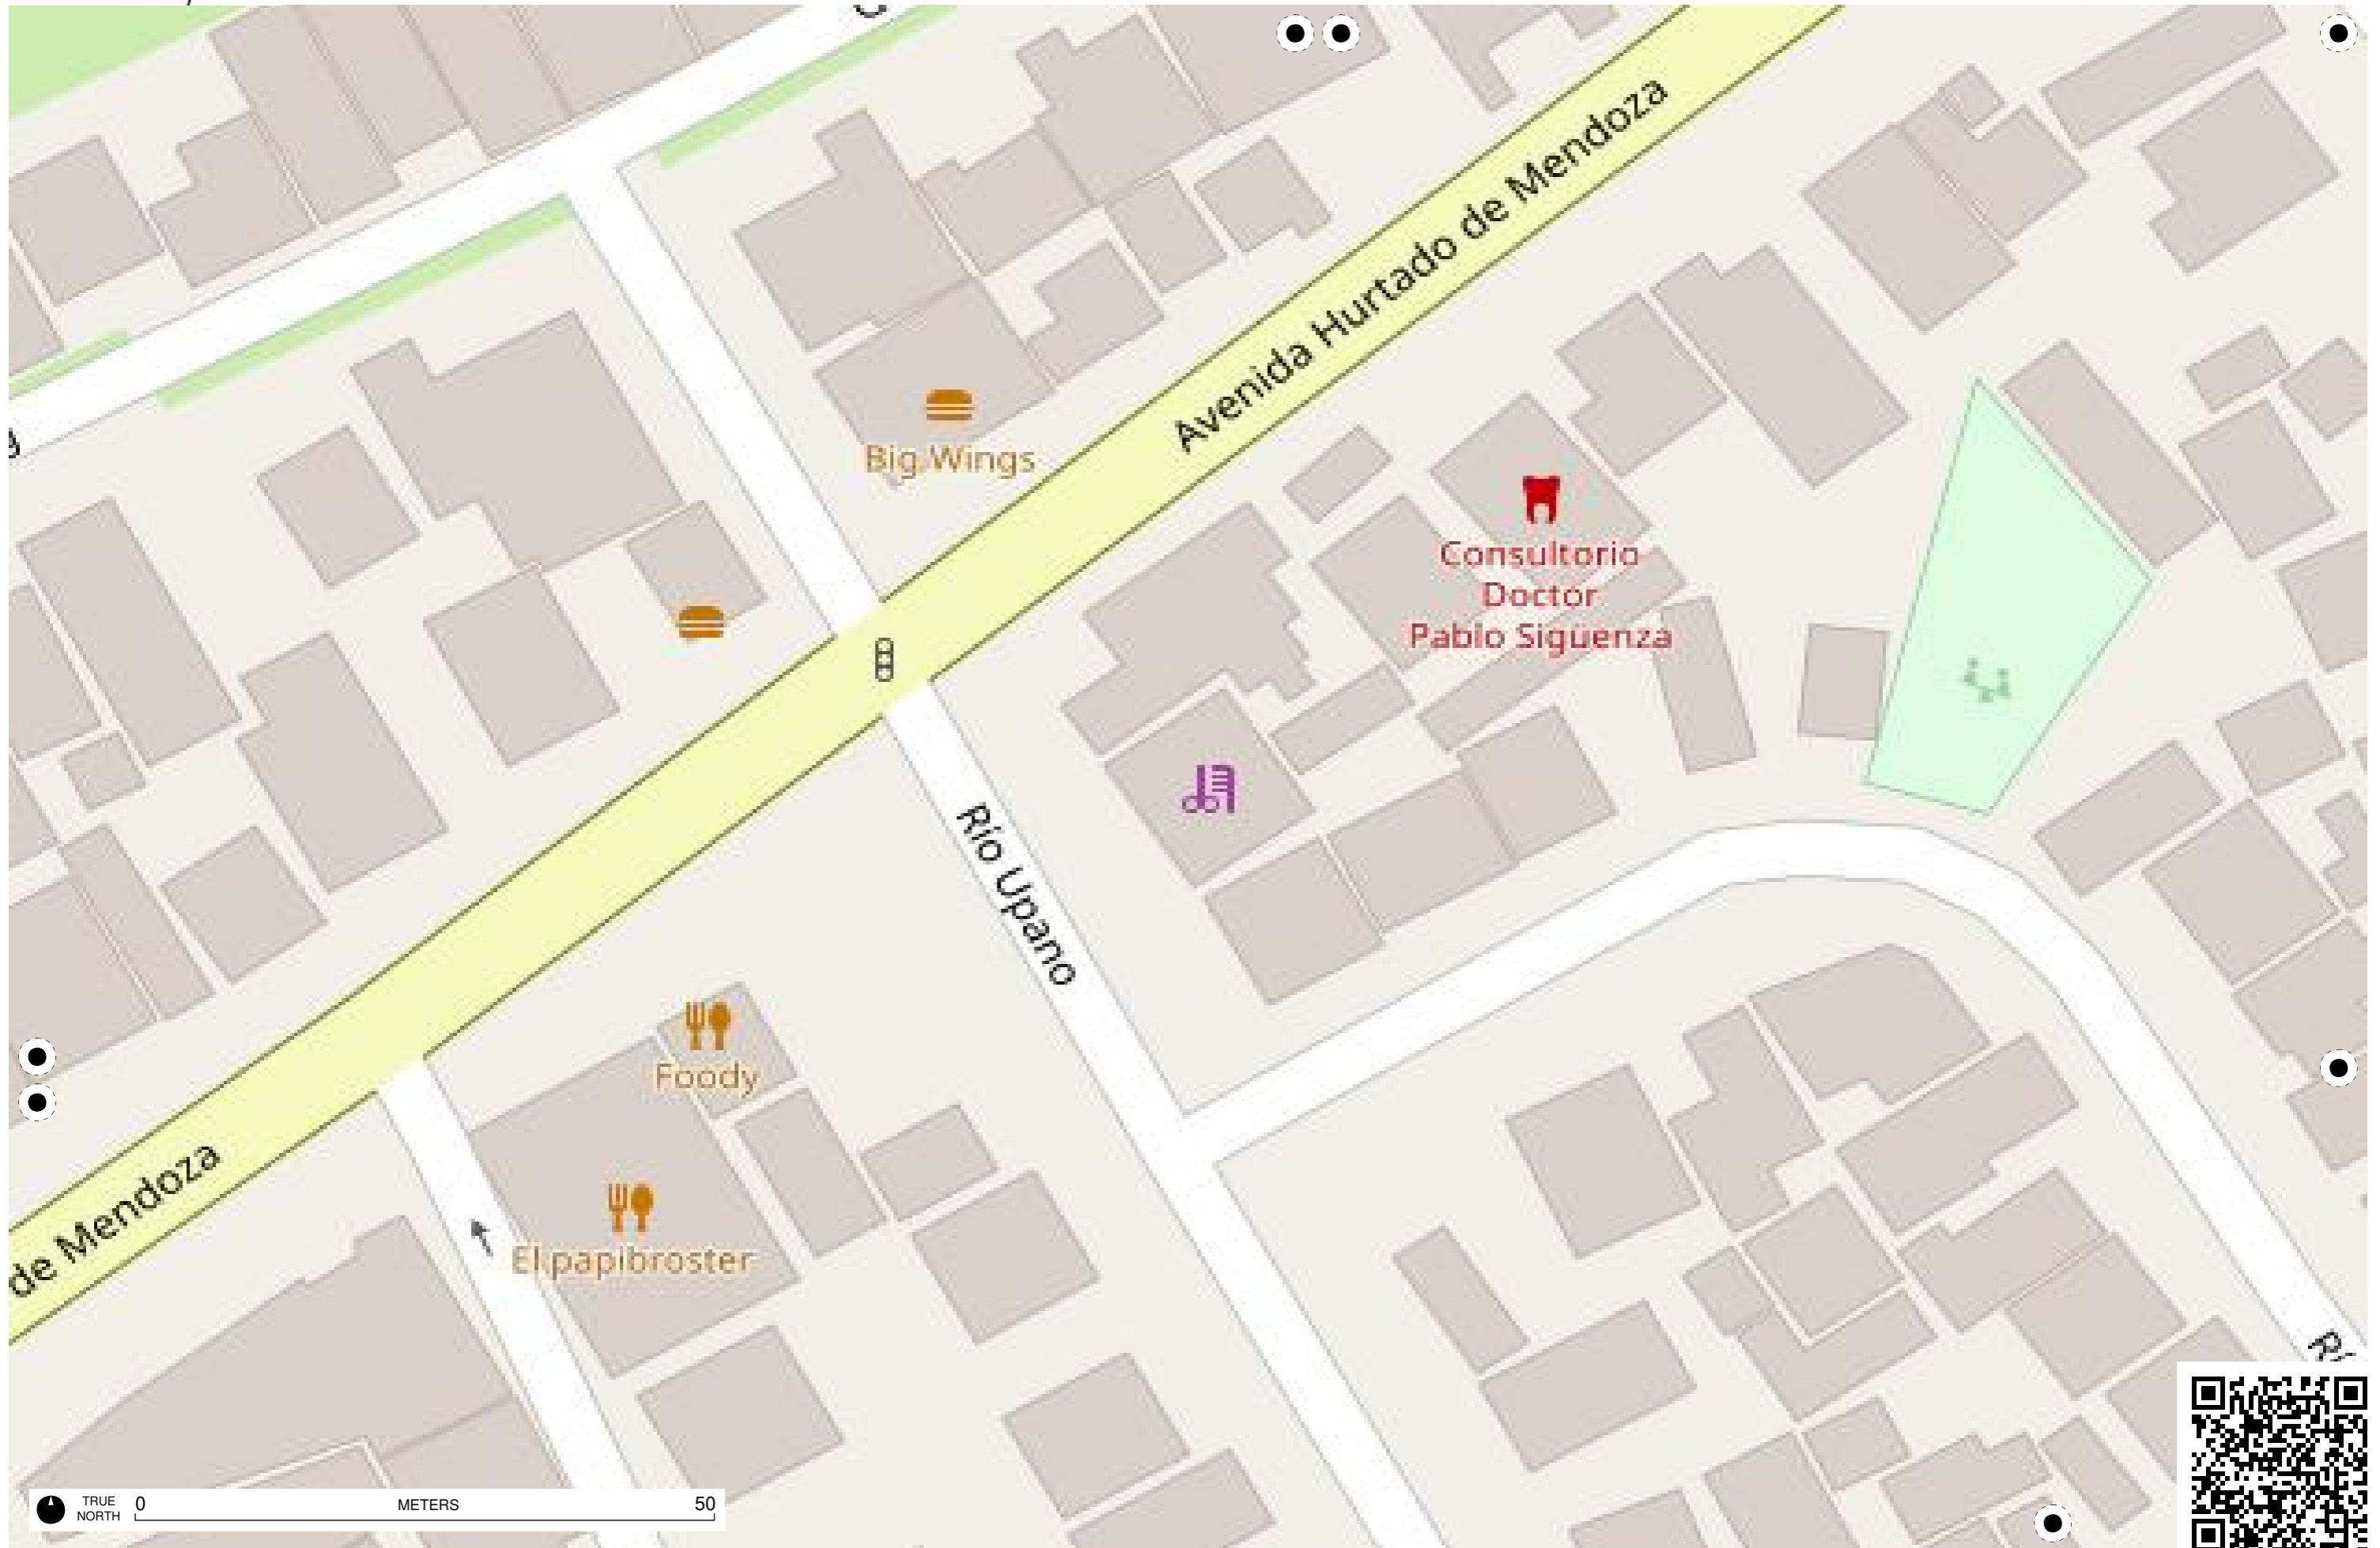 Avenida Hurtado de Mendoza
Big Wings
Consultorio
Doctor
Pablo Sigüenza
Río Upano
Foody
de Mendoza
El papibroster
TRUE
NORTH
0
METERS
50